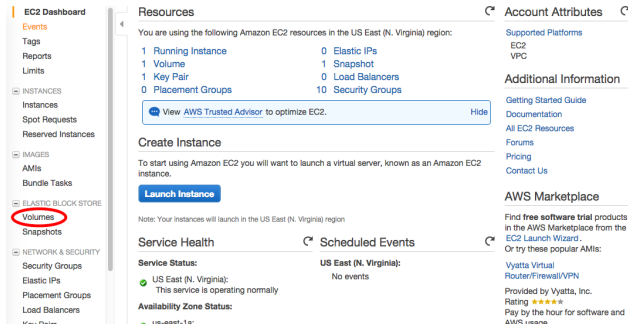 EC2 Dashboard
Events
Tags
Reports
Limits
INSTANCES
Instances
Spot Requests
Reserved Instances
IMAGES
AMIs
Bundle Tasks
ELASTIC BLOCK STORE
Volumes
Snapshots
NETWORK & SECURITY
Security Groups
Elastic IPs
Placement Groups
Load Balancers
Key Pairs
Resources
You are using the following Amazon EC2 resources in the US East (N. Virginia) region:
1 Running Instance
0 Elastic IPs
1 Volume
1 Snapshot
1 Key Pair
0 Load Balancers
0 Placement Groups
10 Security Groups
View AWS Trusted Advisor to optimize EC2.
Hide
Create Instance
To start using Amazon EC2 you will want to launch a virtual server, known as an Amazon EC2
instance.
Launch Instance
Note: Your instances will launch in the US East (N. Virginia) region
Service Health
Service Status:
US East (N. Virginia):
This service is operating normally
Availability Zone Status:
us-east-1a:
Scheduled Events
US East (N. Virginia):
No events
Account Attributes
Supported Platforms
EC2
VPC
Additional Information
Getting Started Guide
Documentation
All EC2 Resources
Forums
Pricing
Contact Us
AWS Marketplace
Find free software trial products
in the AWS Marketplace from the
EC2 Launch Wizard.
Or try these popular AMIs:
Vyatta Virtual
Router/Firewall/VPN
Provided by Vyatta, Inc.
Rating
Pay by the hour for software and
AWS usage